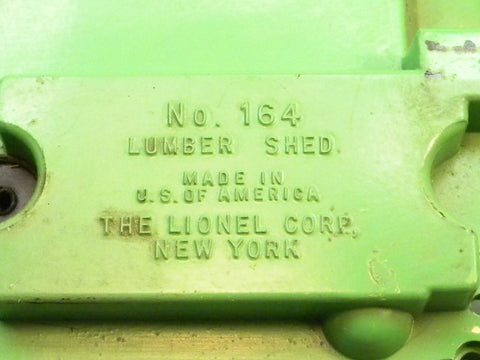 No. 164
LUMBER SHED.
MADE IN
U.S. OF AMERICA
THE LIONEL CORP.
NEW YORK